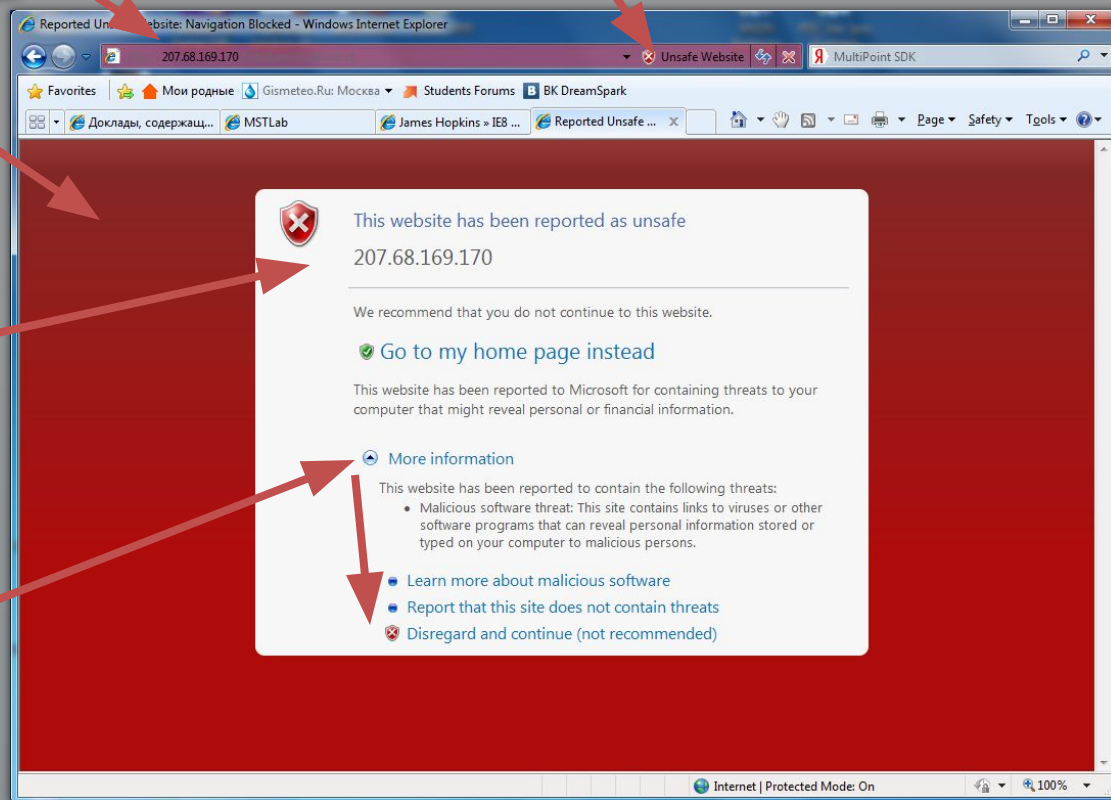 Reported Un ebsite: Navigation Blocked - Windows Internet Explorer
207.68.169.170 Unsafe Website Я MultiPoint SDK
Favorites Мои родные Gismeteo.Ru: Москва Students Forums B BK DreamSpark
Доклады, содержащ... MSTLab James Hopkins » IE8 ... Reported Unsafe ... X Page Safety Tools
This website has been reported as unsafe
207.68.169.170
We recommend that you do not continue to this website.
Go to my home page instead
This website has been reported to Microsoft for containing threats to your
computer that might reveal personal or financial information.
More information
This website has been reported to contain the following threats:
• Malicious software threat: This site contains links to viruses or other
software programs that can reveal personal information stored or
typed on your computer to malicious persons.
Learn more about malicious software
Report that this site does not contain threats
Disregard and continue (not recommended)
Internet | Protected Mode: On 100%